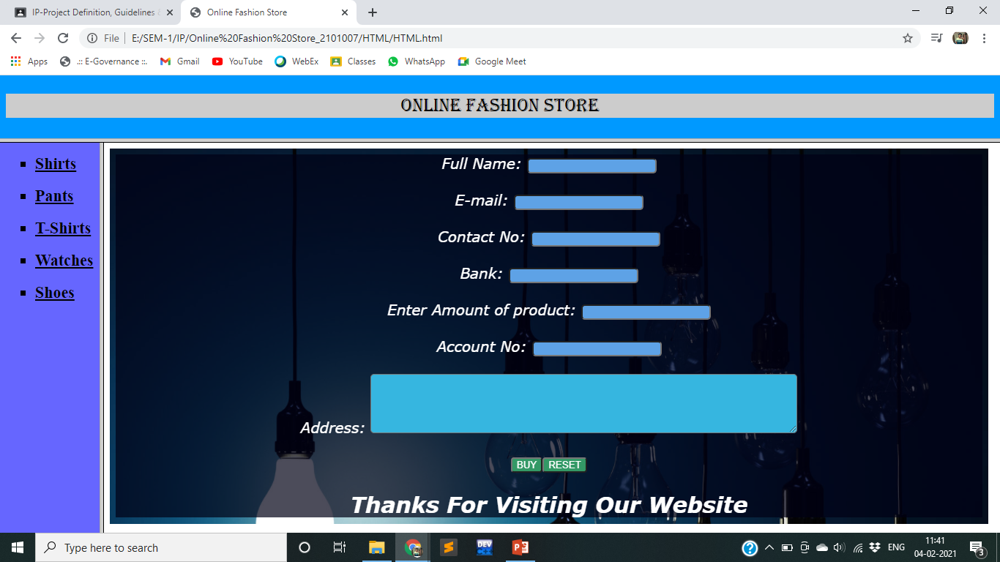 IP-Project Definition, Guidelines
Online Fashion Store
File
E:/SEM-1/IP/Online%20Fashion%20Store_2101007/HTML/HTML.html
Apps
.:: E-Governance ::.
Gmail
YouTube
WebEx
Classes
WhatsApp
Google Meet
ONLINE FASHION STORE
Shirts
Pants
T-Shirts
Watches
Shoes
Full Name:
E-mail:
Contact No:
Bank:
Enter Amount of product:
Account No:
Address:
BUY RESET
Thanks For Visiting Our Website
Type here to search
DEV
ENG
11:41
04-02-2021
3